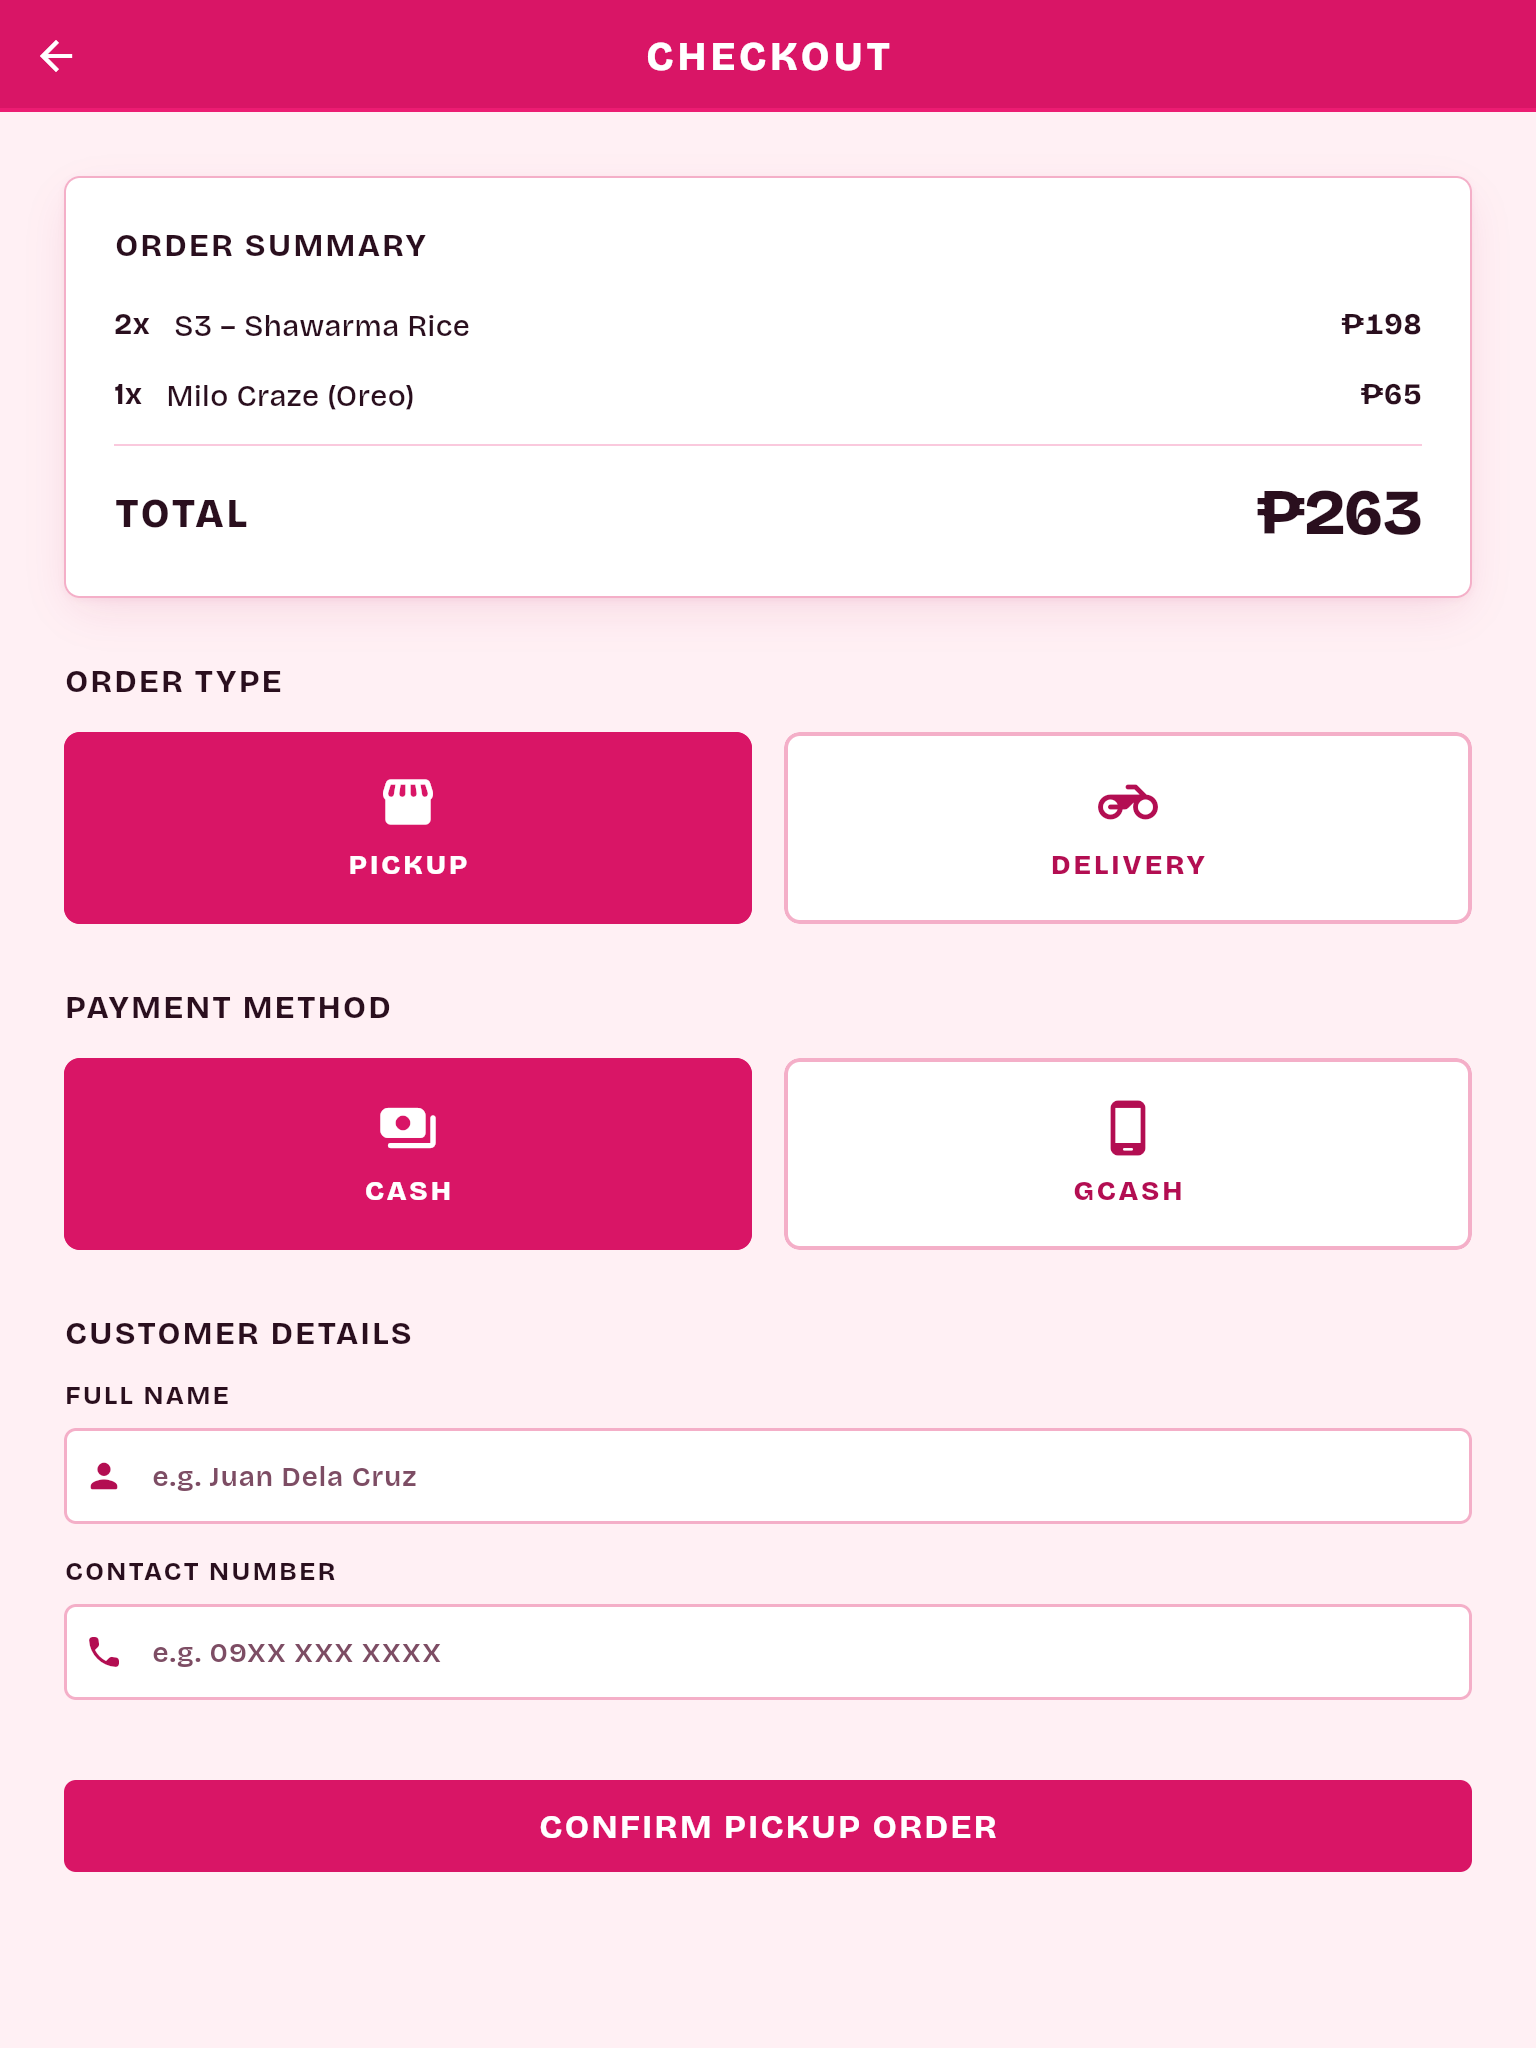 CHECKOUT
ORDER SUMMARY
2x S3 – Shawarma Rice ₱198
1x Milo Craze (Oreo) ₱65
TOTAL ₱263
ORDER TYPE
PICKUP DELIVERY
PAYMENT METHOD
CASH GCASH
CUSTOMER DETAILS
FULL NAME
e.g. Juan Dela Cruz
CONTACT NUMBER
e.g. 09XX XXX XXXX
CONFIRM PICKUP ORDER